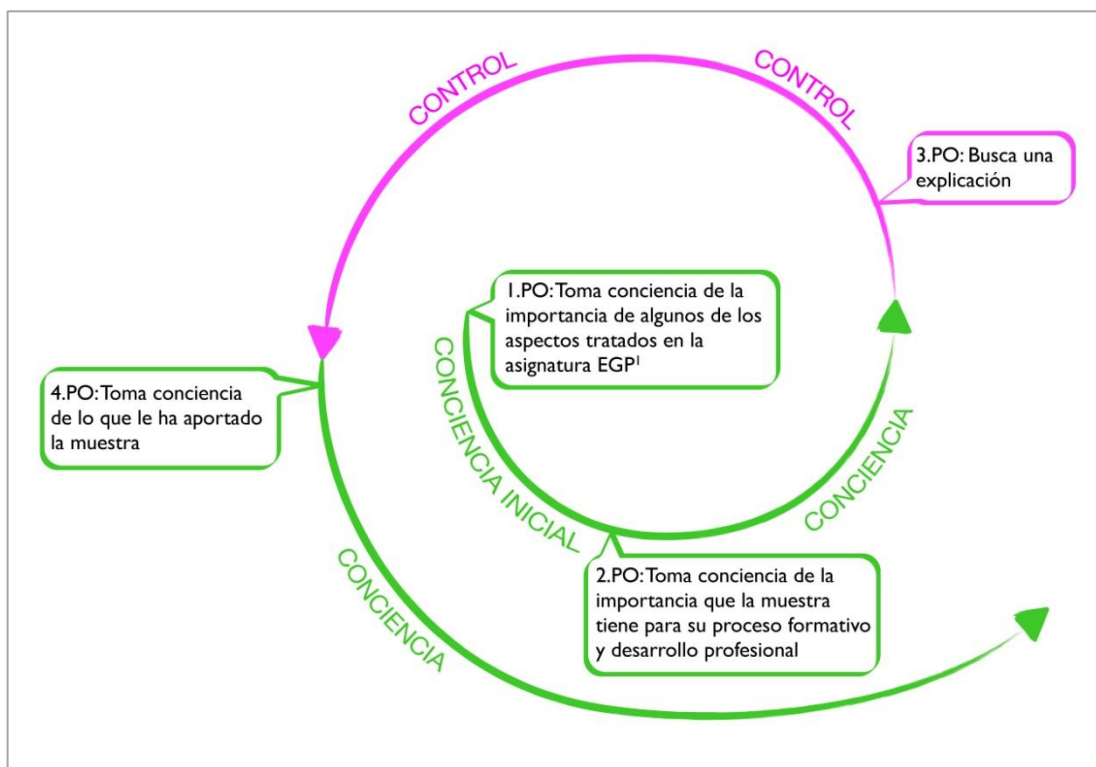 CONTROL
CONTROL
3.PO: Busca una
explicación
1.PO: Toma conciencia de la
importancia de algunos de los
aspectos tratados en la
asignatura EGP¹
4.PO: Toma conciencia
de lo que le ha aportado
la muestra
CONCIENCIA INICIAL
CONCIENCIA
2.PO: Toma conciencia de la
importancia que la muestra
tiene para su proceso formativo
y desarrollo profesional
CONCIENCIA